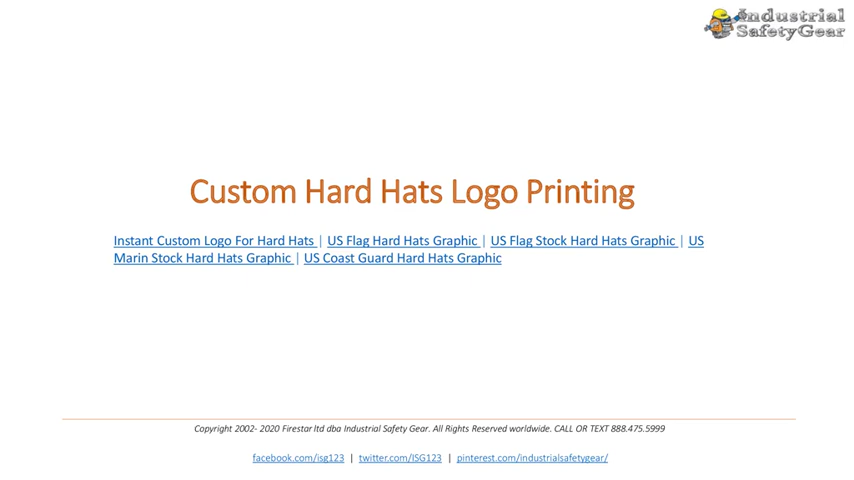 Industrial
SafetyGear
Custom Hard Hats Logo Printing
Instant Custom Logo For Hard Hats | US Flag Hard Hats Graphic | US Flag Stock Hard Hats Graphic | US
Marin Stock Hard Hats Graphic | US Coast Guard Hard Hats Graphic
Copyright 2002- 2020 Firestar ltd dba Industrial Safety Gear. All Rights Reserved worldwide. CALL OR TEXT 888.475.5999
facebook.com/isg123 | twitter.com/ISG123 | pinterest.com/industrialsafetygear/